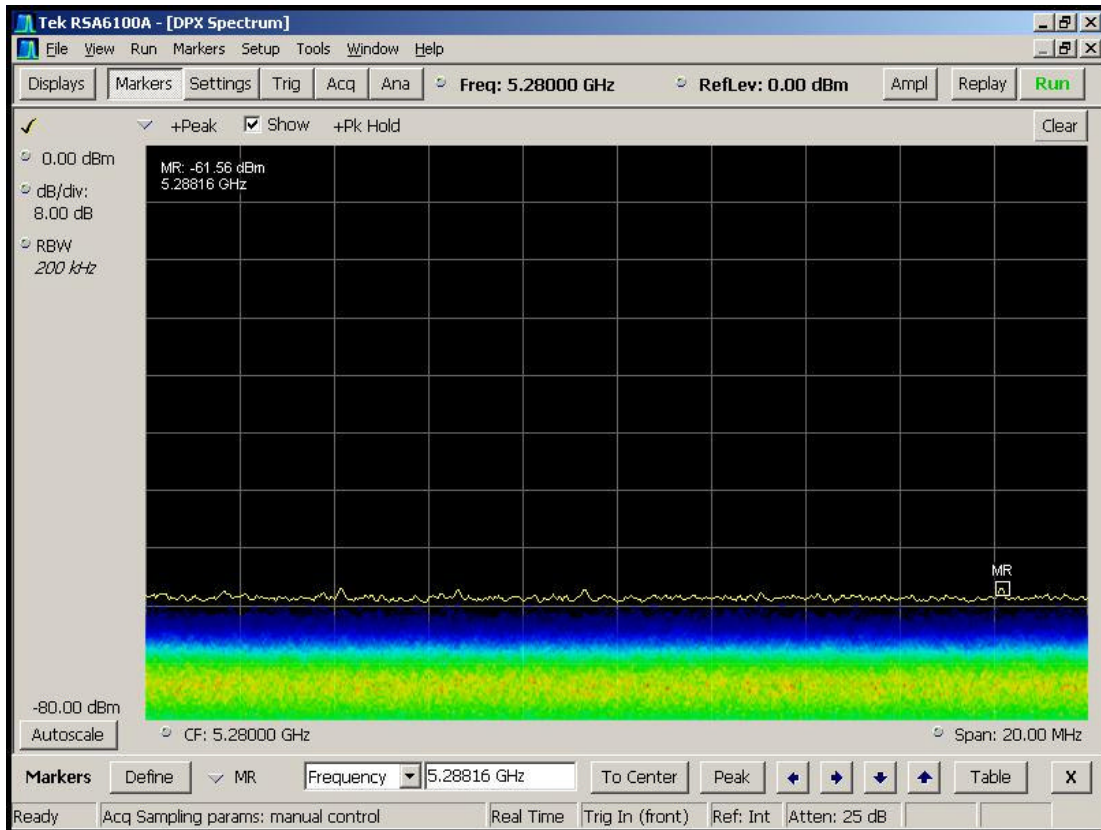 Tek RSA6100A - [DPX Spectrum]
File View Run Markers Setup Tools Window Help
Displays Markers Settings Trig Acq Ana Freq: 5.28000 GHz RefLev: 0.00 dBm Ampl Replay Run
+Peak Show +Pk Hold Clear
0.00 dBm
dB/div:
8.00 dB
RBW
200 kHz
MR: -61.56 dBm
5.28816 GHz
MR
-80.00 dBm
Autoscale CF: 5.28000 GHz Span: 20.00 MHz
Markers Define MR Frequency 5.28816 GHz To Center Peak Table X
Ready Acq Sampling params: manual control Real Time Trig In (front) Ref: Int Atten: 25 dB